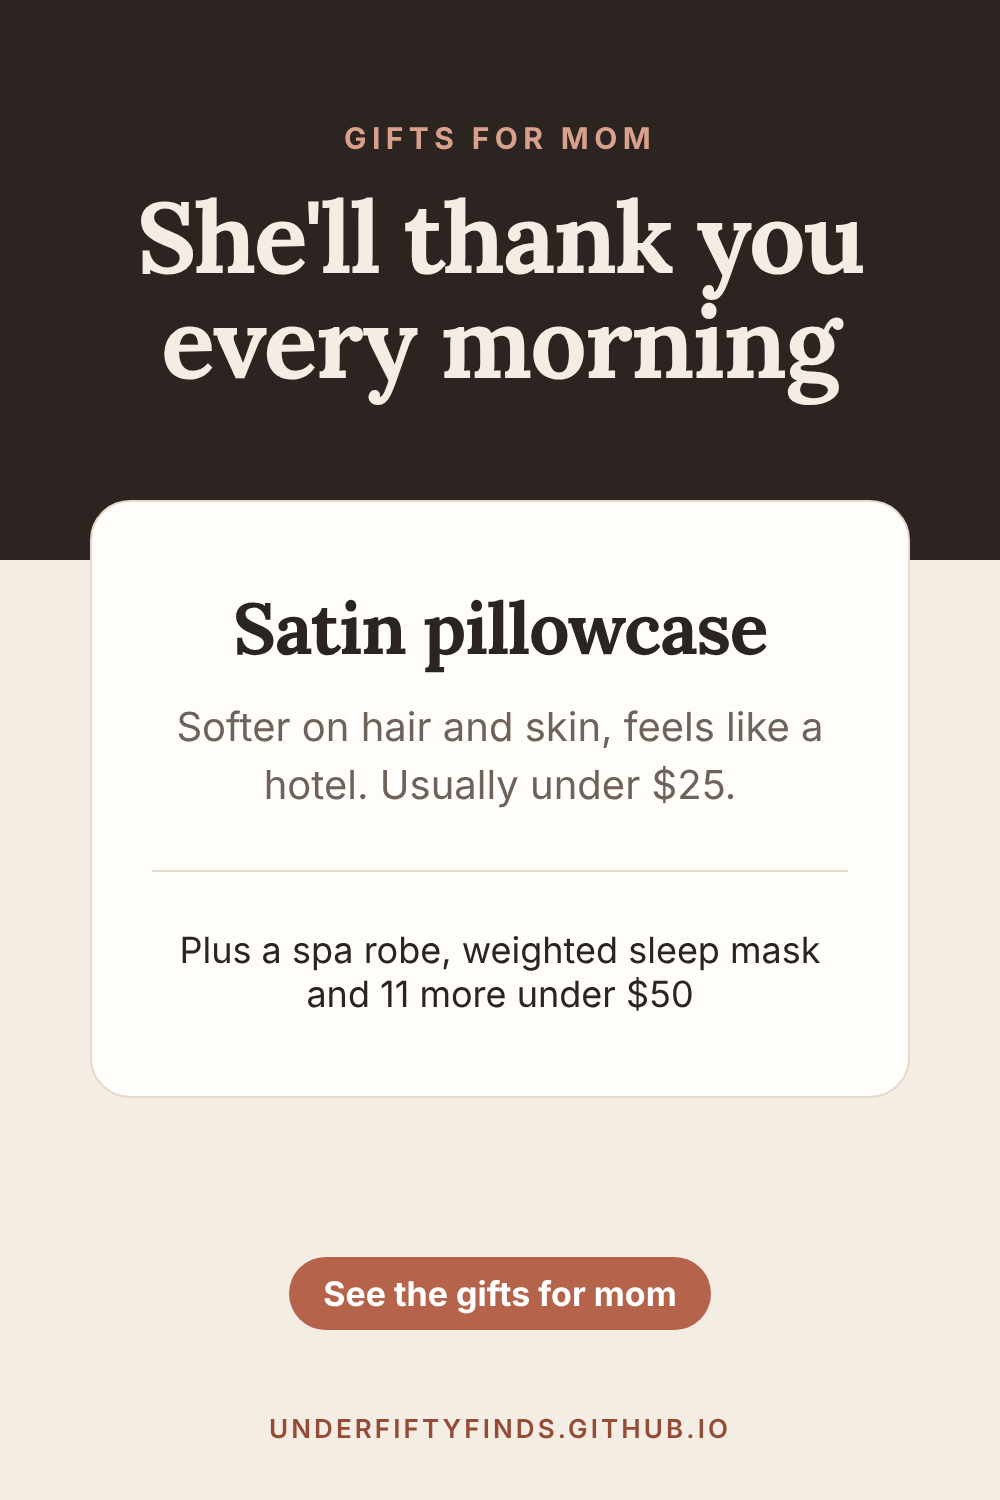 GIFTS FOR MOM
She'll thank you
every morning
Satin pillowcase
Softer on hair and skin, feels like a
hotel. Usually under $25.
Plus a spa robe, weighted sleep mask
and 11 more under $50
See the gifts for mom
UNDERFIFTYFINDS.GITHUB.IO